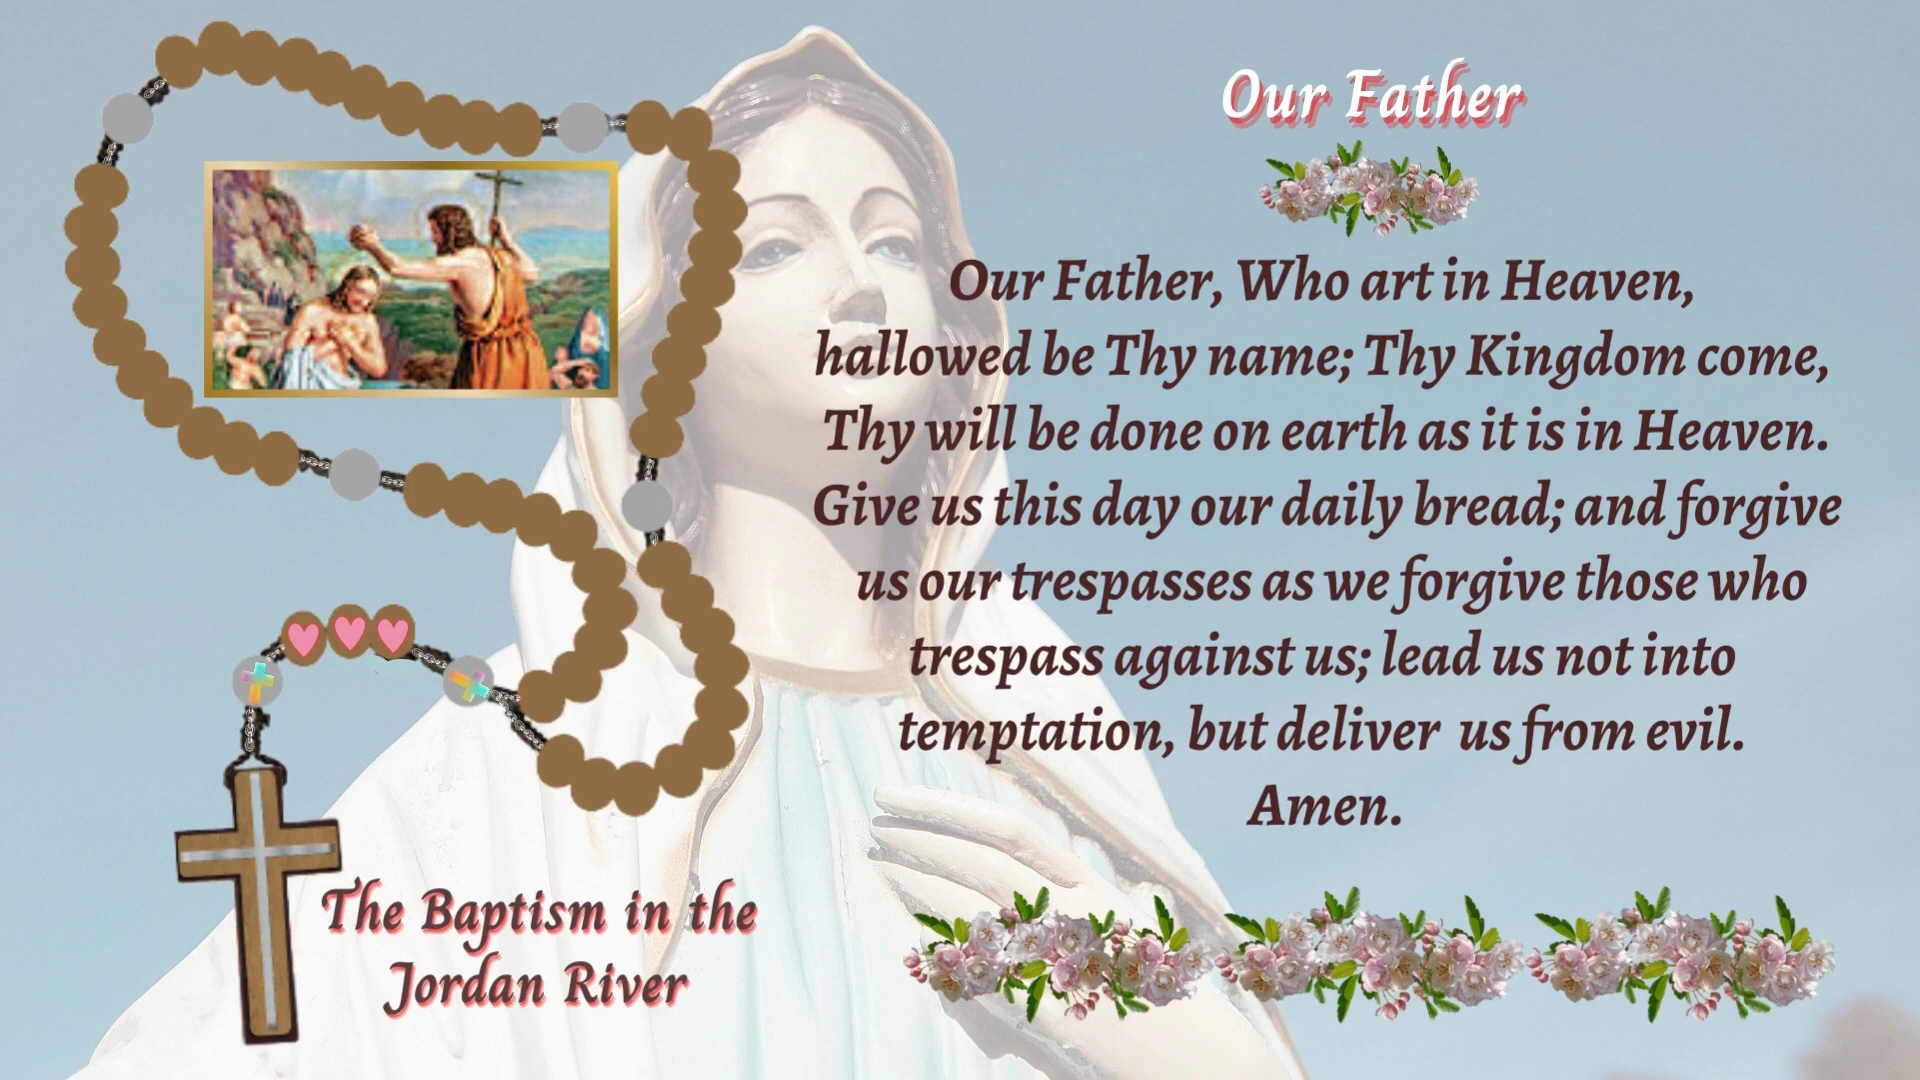 Our Father
Our Father, Who art in Heaven,
hallowed be Thy name; Thy Kingdom come,
Thy will be done on earth as it is in Heaven.
Give us this day our daily bread; and forgive
us our trespasses as we forgive those who
trespass against us; lead us not into
temptation, but deliver us from evil.
Amen.
The Baptism in the
Jordan River